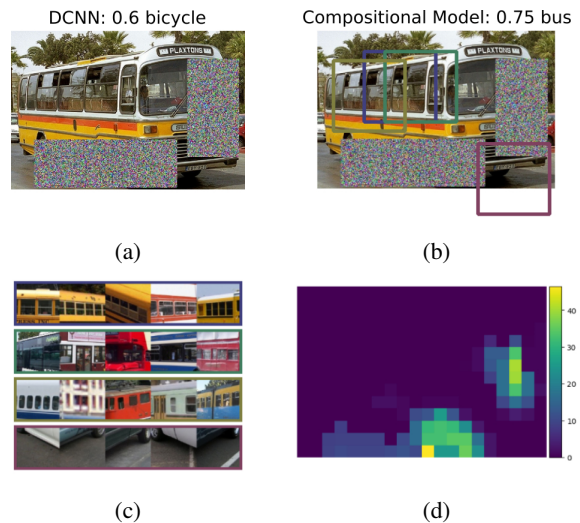 DCNN: 0.6 bicycle
Compositional Model: 0.75 bus
PLAXTONS
PLAXTONS
(a)
(b)
40
30
20
10
0
(c)
(d)